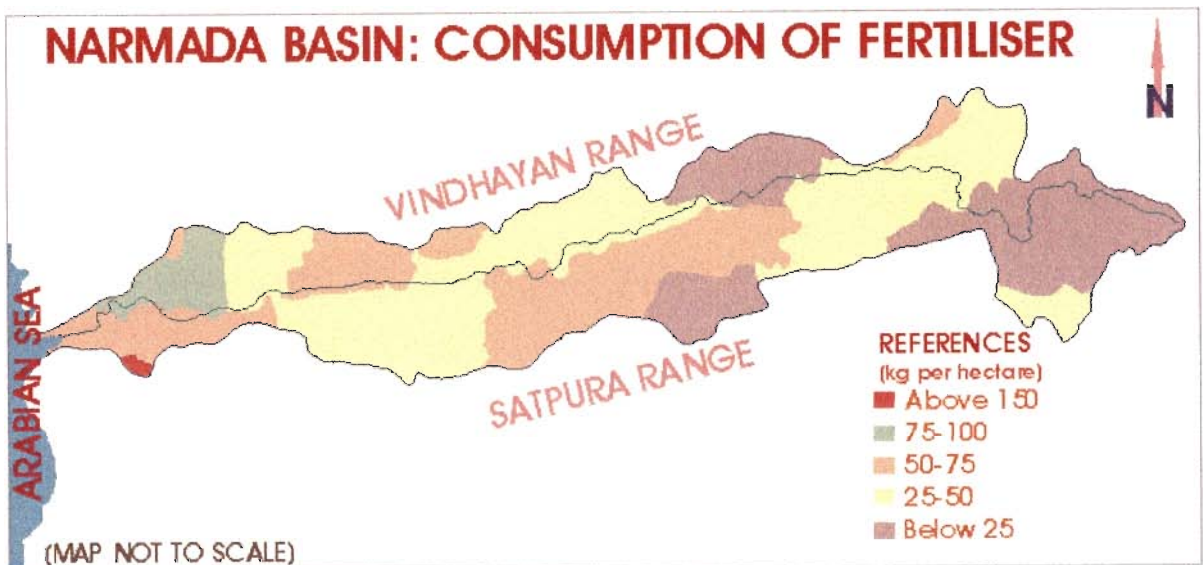 NARMADA BASIN: CONSUMPTION OF FERTILISER
N
VINDHAYAN RANGE
ARABIAN SEA
SATPURA RANGE
REFERENCES
(kg per hectare)
Above 150
75-100
50-75
25-50
Below 25
(MAP NOT TO SCALE)